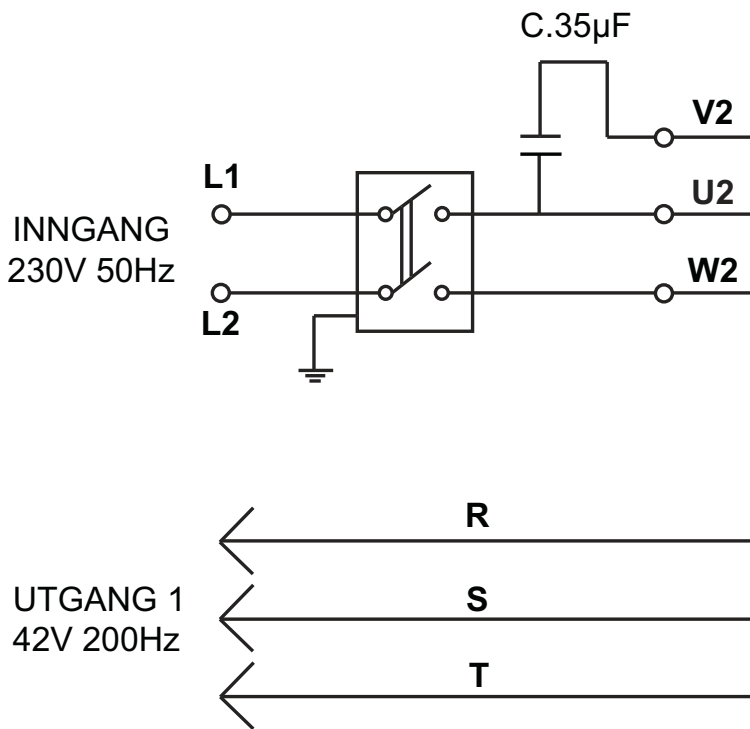 C.35µF
V2
L1
U2
INNGANG
230V 50Hz
W2
L2
R
UTGANG 1
42V 200Hz
S
T